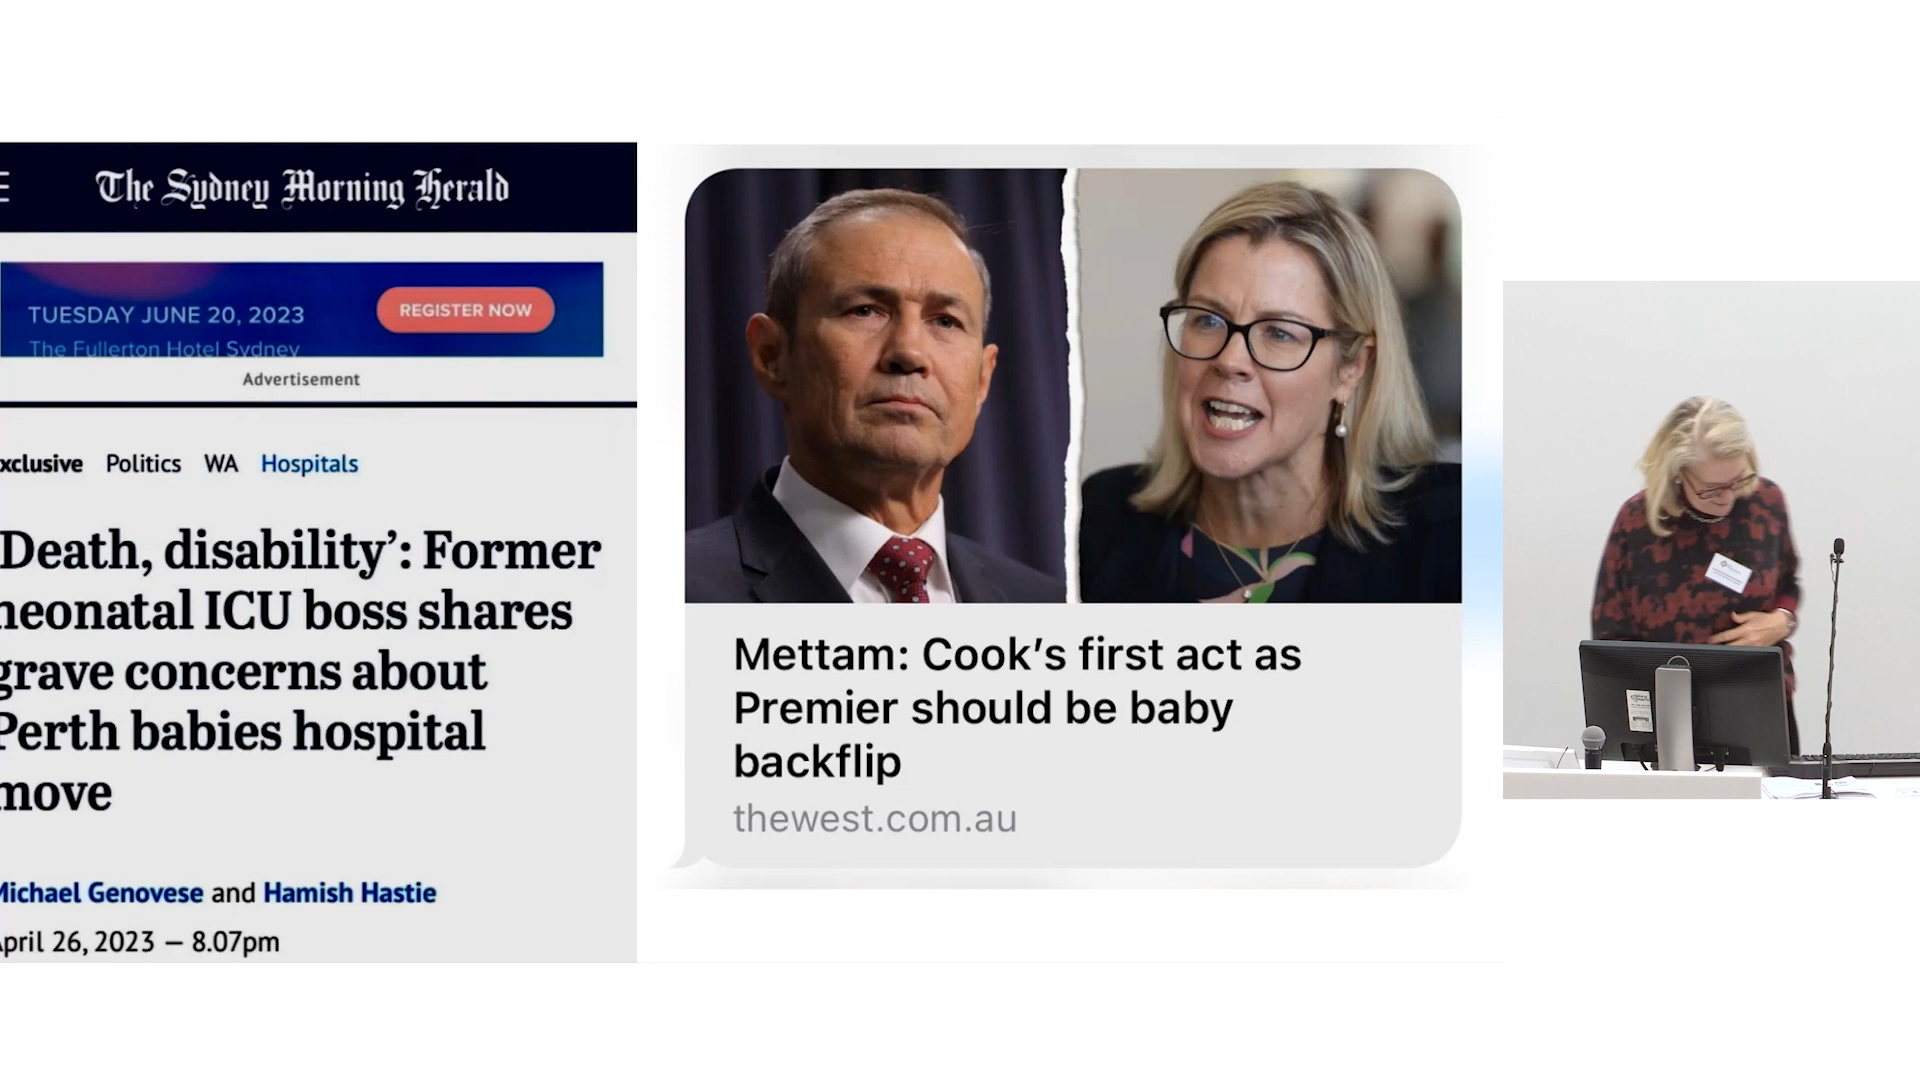 The Sydney Morning Herald
TUESDAY JUNE 20, 2023
REGISTER NOW
The Fullerton Hotel Sydney
Advertisement
xclusive Politics WA Hospitals
Death, disability’: Former
neonatal ICU boss shares
grave concerns about
Perth babies hospital
move
Michael Genovese and Hamish Hastie
April 26, 2023 — 8.07pm
Mettam: Cook’s first act as
Premier should be baby
backflip
thewest.com.au